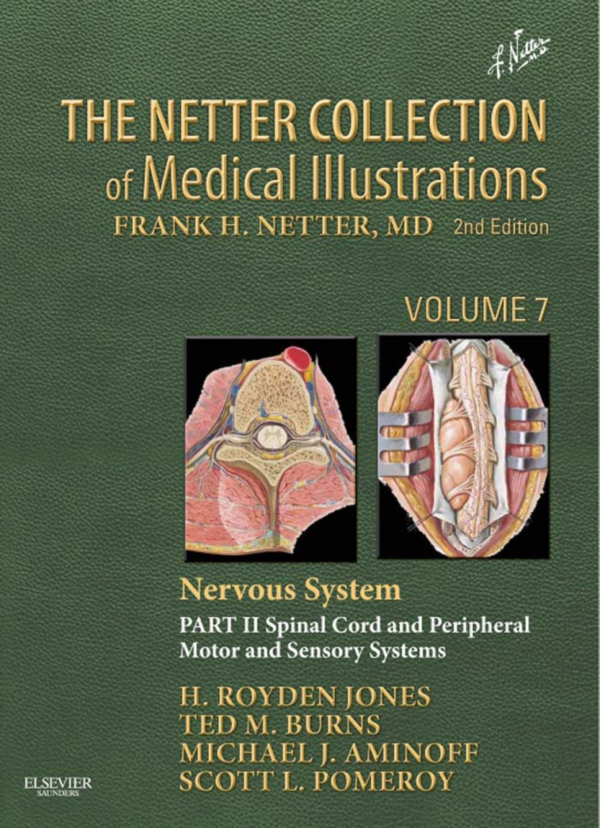 F. Netter
M.D.
THE NETTER COLLECTION
of Medical Illustrations
FRANK H. NETTER, MD 2nd Edition
VOLUME 7
Nervous System
PART II Spinal Cord and Peripheral
Motor and Sensory Systems
H. ROYDEN JONES
TED M. BURNS
MICHAEL J. AMINOFF
SCOTT L. POMEROY
ELSEVIER
SAUNDERS